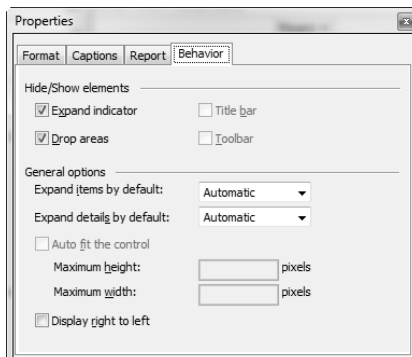 Properties
Format Captions Report Behavior
Hide/Show elements
Expand indicator Title bar
Drop areas Toolbar
General options
Expand items by default: Automatic
Expand details by default: Automatic
Auto fit the control
Maximum height: pixels
Maximum width: pixels
Display right to left